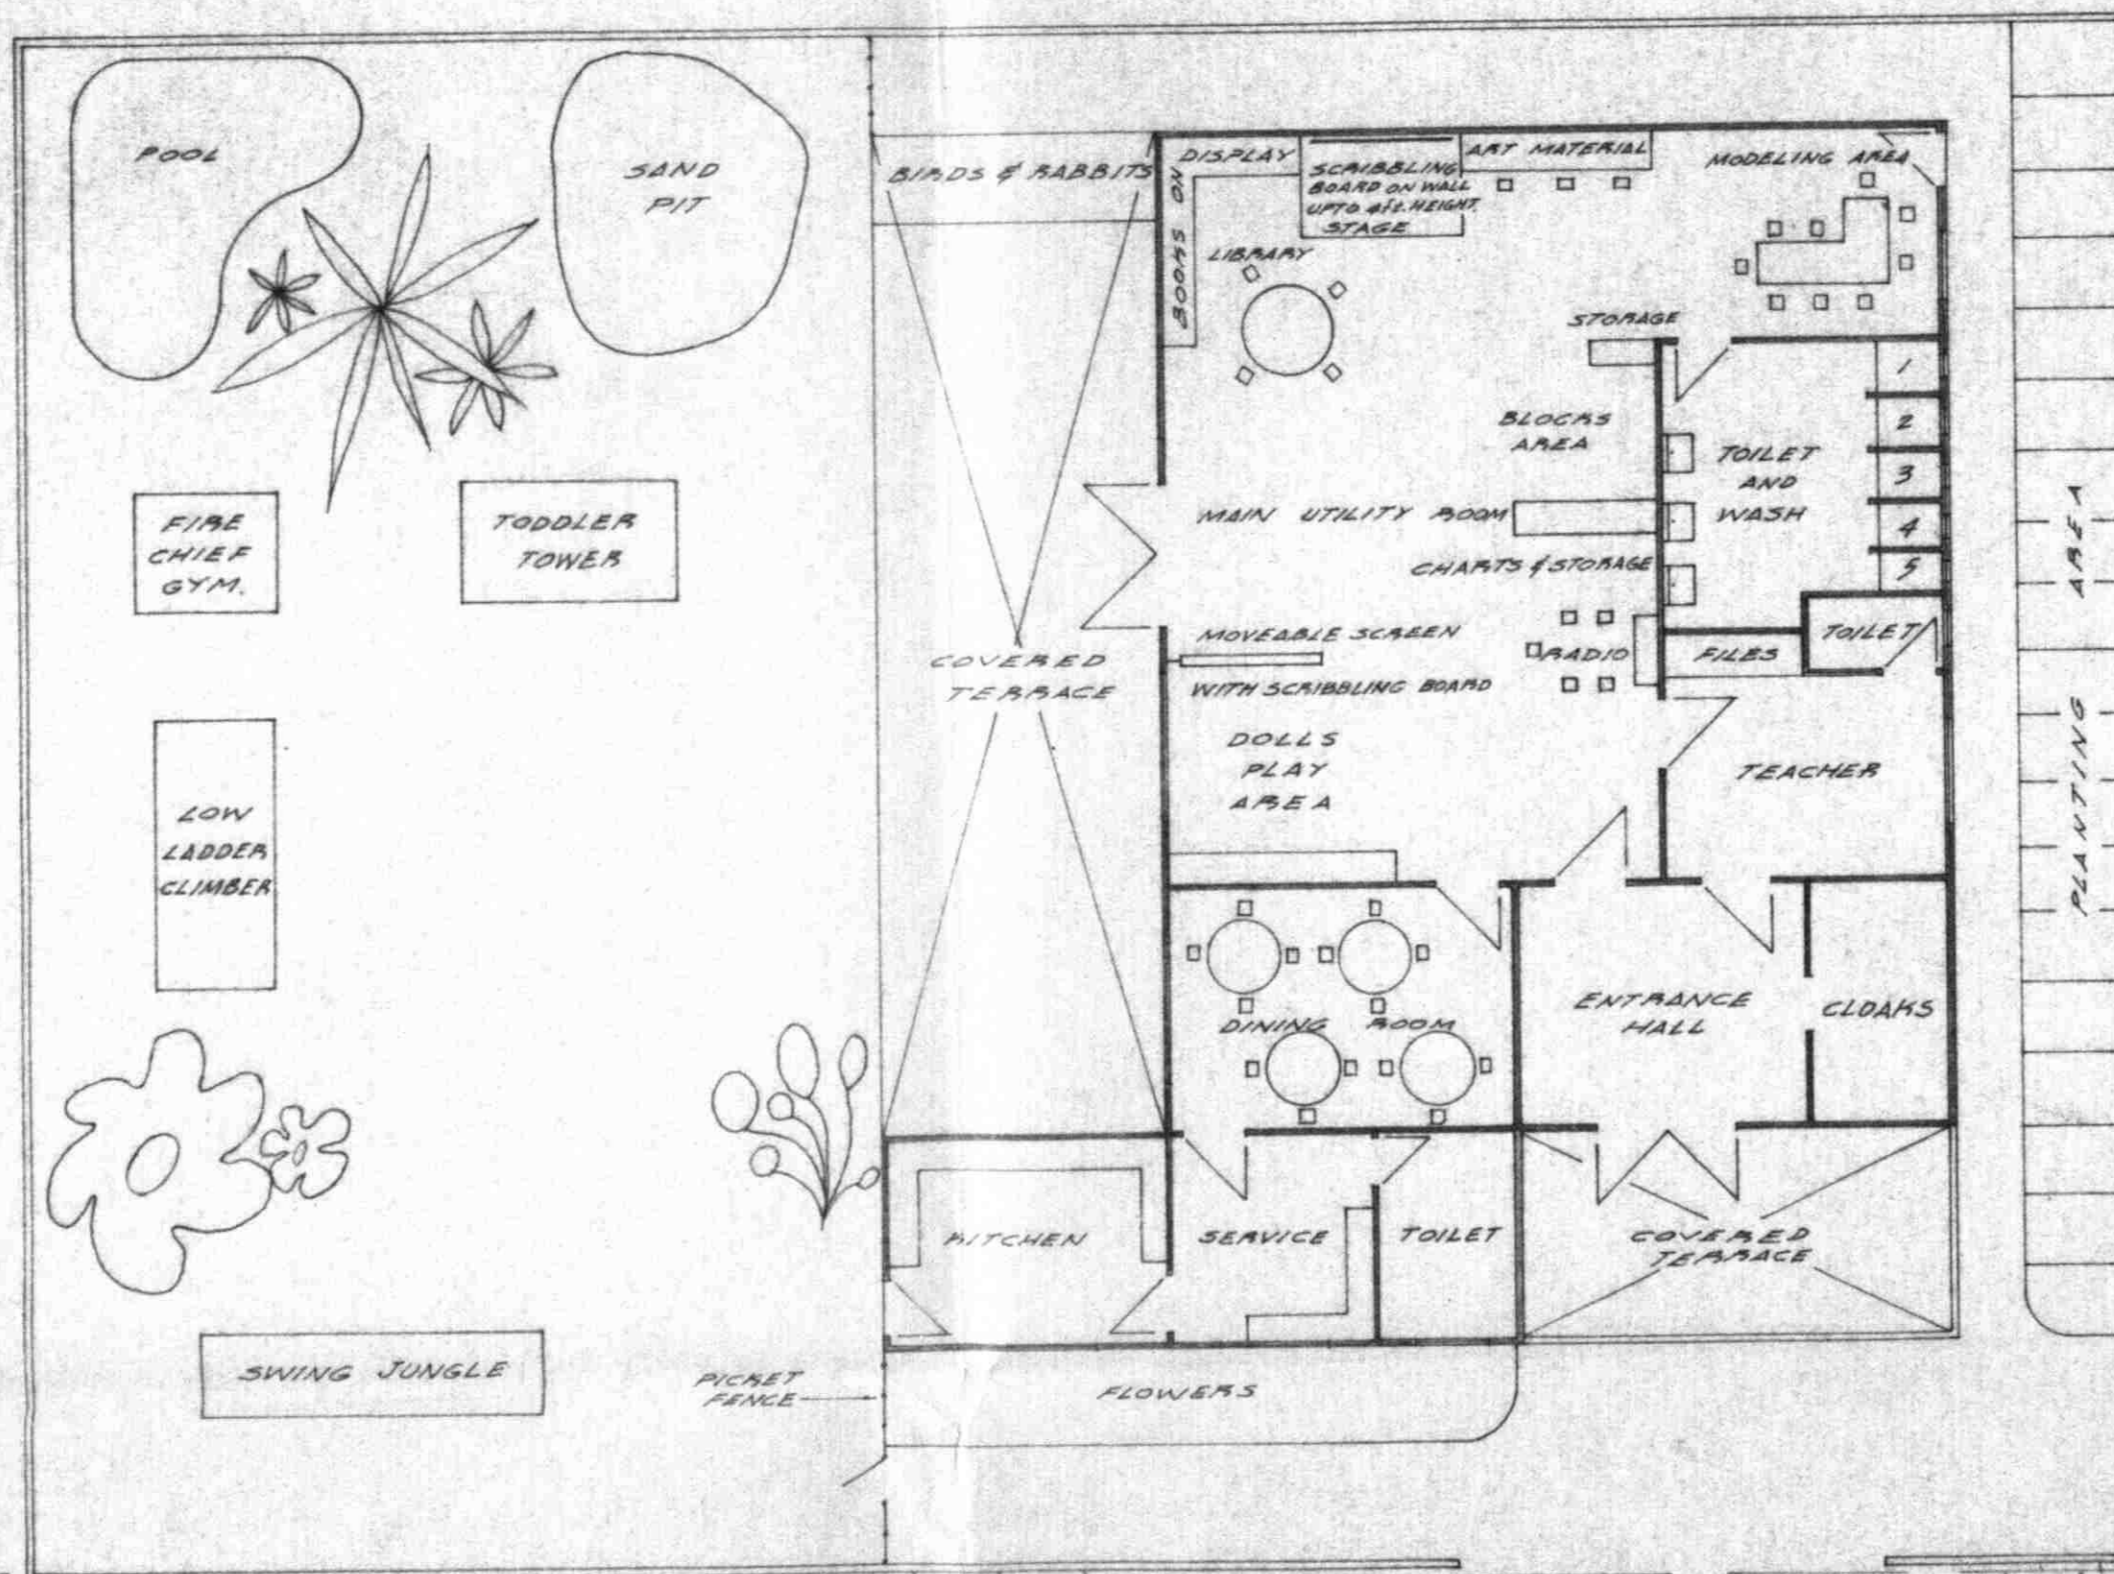 POOL
SAND
PIT
BIRDS & RABBITS
BOOKS ON
DISPLAY
SCRIBBLING
BOARD ON WALL
UPTO 4ft. HEIGHT.
STAGE
ART MATERIAL
MODELING AREA
LIBRARY
STORAGE
BLOCKS
AREA
TOILET
AND
WASH
1
2
3
4
5
FIRE
CHIEF
GYM.
TODDLER
TOWER
MAIN UTILITY ROOM
CHARTS & STORAGE
MOVEABLE SCREEN
WITH SCRIBBLING BOARD
RADIO
FILES
TOILET
COVERED
TERRACE
DOLLS
PLAY
AREA
TEACHER
PLANTING AREA
LOW
LADDER
CLIMBER
DINING ROOM
ENTRANCE
HALL
CLOAKS
KITCHEN
SERVICE
TOILET
COVERED
TERRACE
SWING JUNGLE
PICKET
FENCE
FLOWERS